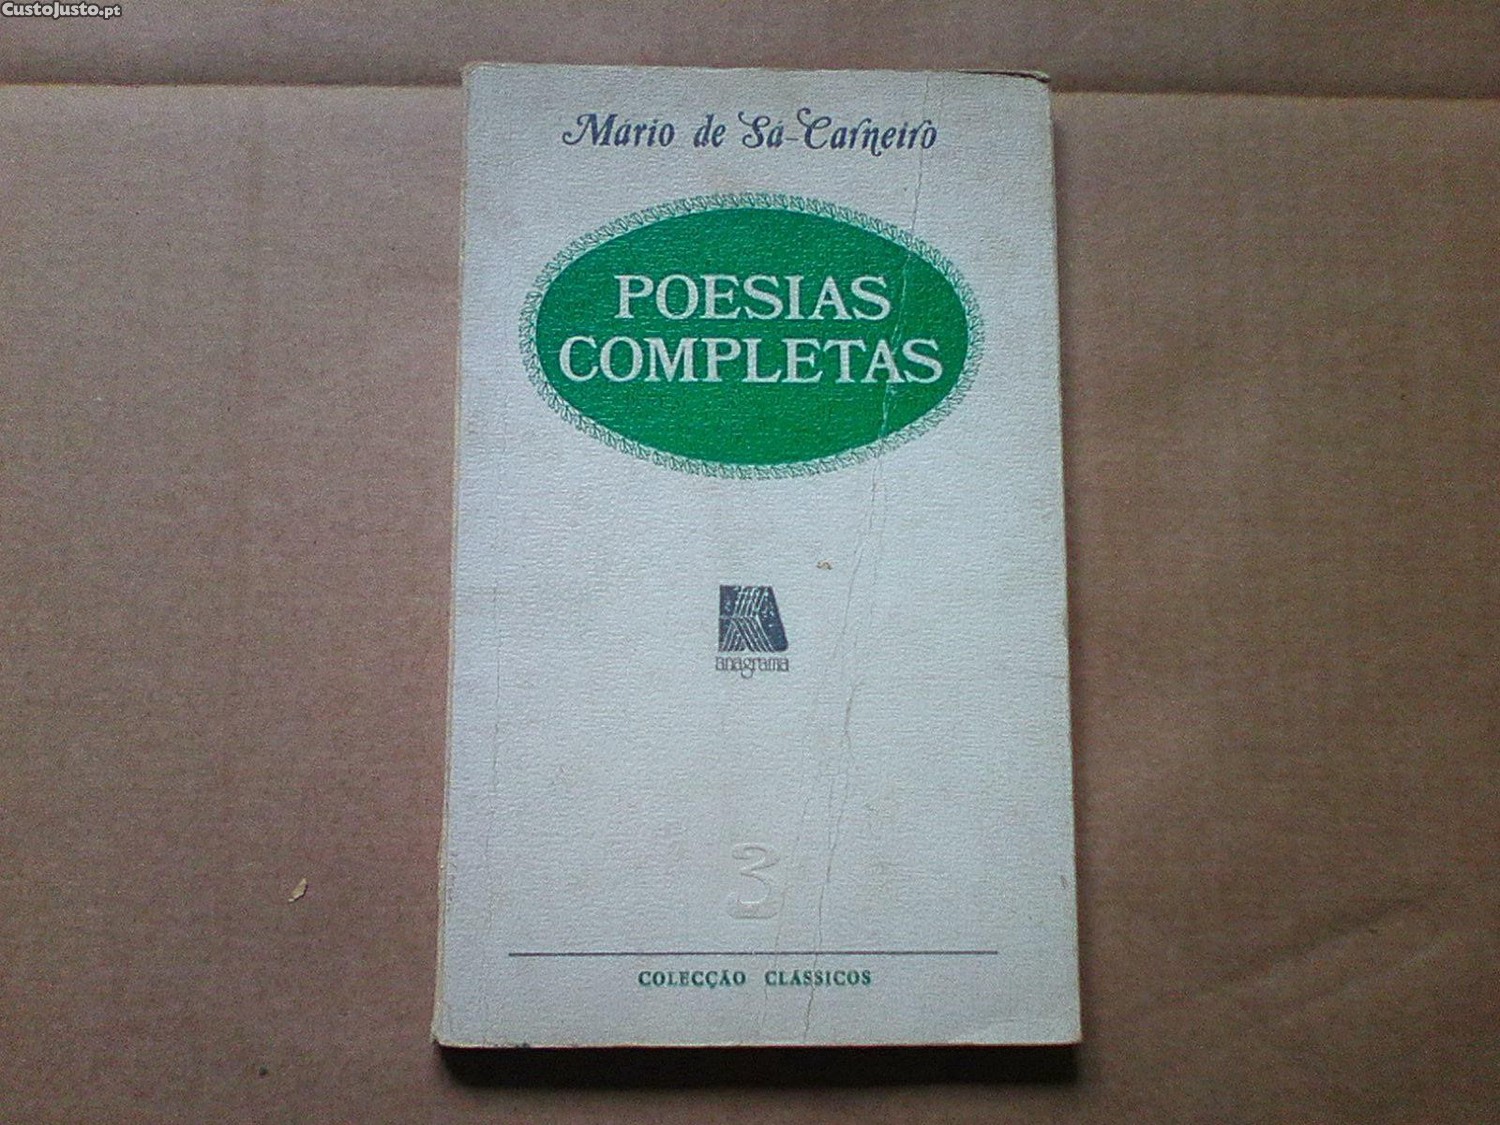 CustoJusto.pt
Mário de Sá-Carneiro
POESIAS
COMPLETAS
anagrama
3
COLECÇÃO CLÁSSICOS